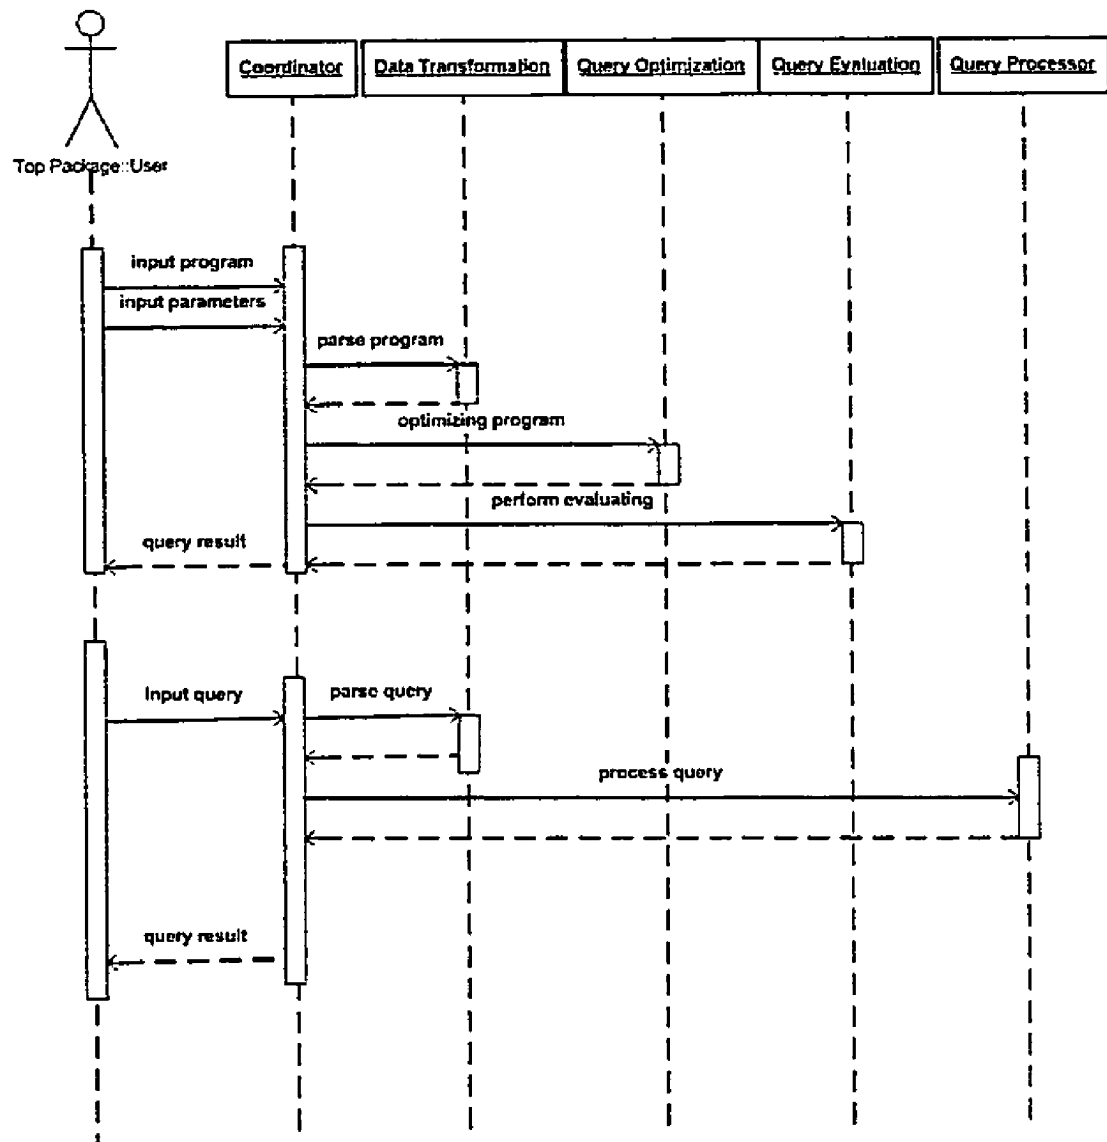 Coordinator
Data Transformation
Query Optimization
Query Evaluation
Query Processor
Top Package::User
input program
input parameters
parse program
optimizing program
perform evaluating
query result
Input query
parse query
process query
query result